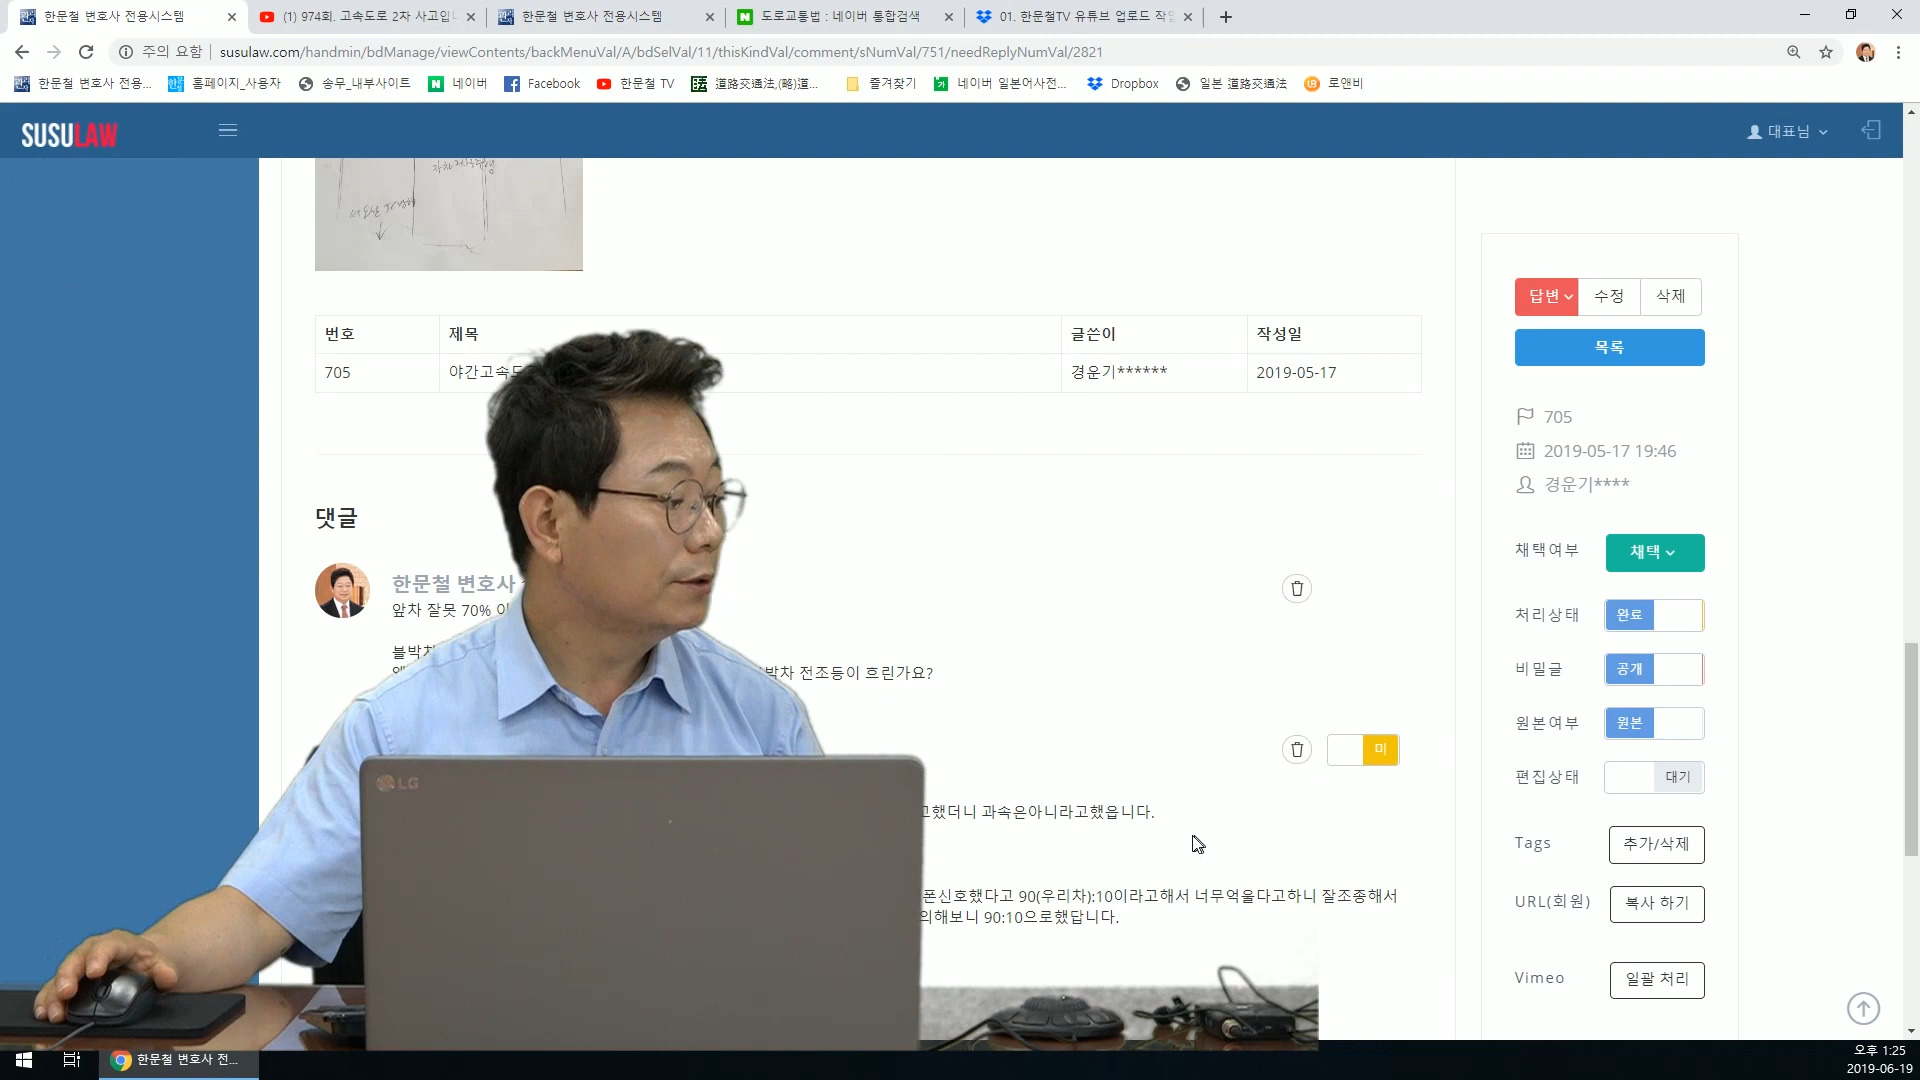 한문철 변호사 전용시스템
(1) 974회. 고속도로 2차 사고입니
한문철 변호사 전용시스템
도로교통법 : 네이버 통합검색
01. 한문철TV 유튜브 업로드 작업
주의 요함
susulaw.com/handmin/bdManage/viewContents/backMenuVal/A/bdSelVal/11/thisKindVal/comment/sNumVal/751/needReplyNumVal/2821
한문철 변호사 전용...
홈페이지_사용자
송무_내부사이트
네이버
Facebook
한문철 TV
道路交通法,(略)道...
즐겨찾기
네이버 일본어사전...
Dropbox
일본 道路交通法
로앤비
SUSULAW
대표님
번호 제목 글쓴이 작성일
705 야간고속도 경운기****** 2019-05-17
댓글
한문철 변호사
앞차 잘못 70% 이
블박차
박차 전조등이 흐린가요?
미
고했더니 과속은아니라고했읍니다.
폰신호했다고 90(우리차):10이라고해서 너무억울다고하니 잘조종해서
의해보니 90:10으로했답니다.
LG
답변 수정 삭제
목록
705
2019-05-17 19:46
경운기****
채택여부 채택
처리상태 완료
비밀글 공개
원본여부 원본
편집상태 대기
Tags 추가/삭제
URL(회원) 복사 하기
Vimeo 일괄 처리
한문철 변호사 전...
오후 1:25
2019-06-19